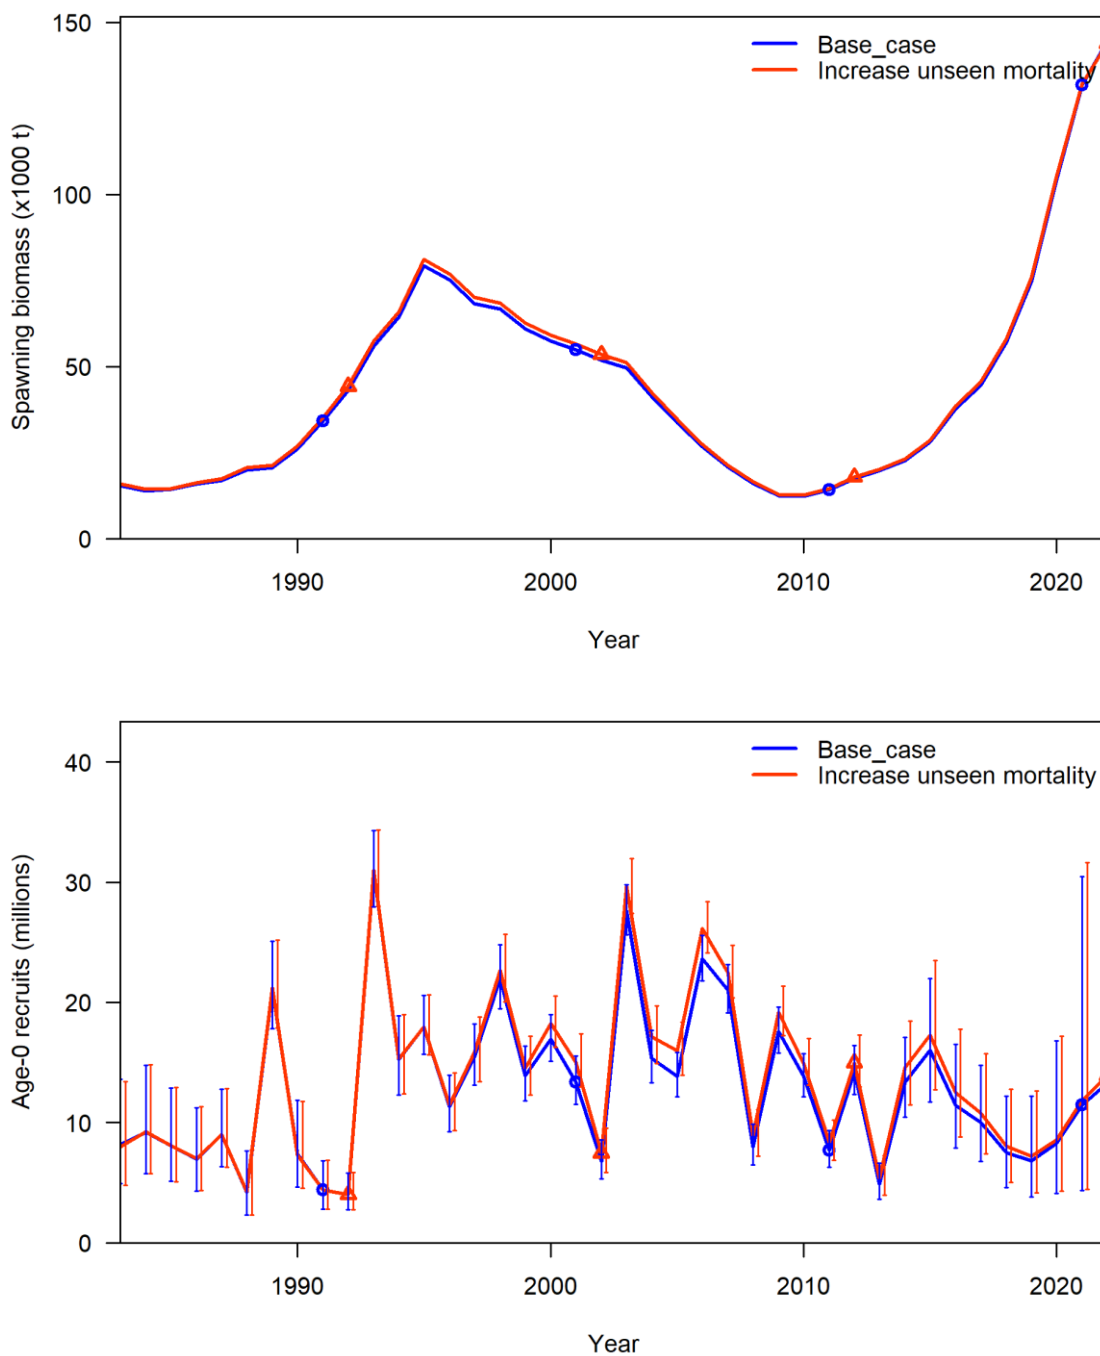 150
100
50
0
Spawning biomass (x1000 t)
Base_case
Increase unseen mortality
1990 2000 2010 2020
Year
40
30
20
10
0
Age-0 recruits (millions)
Base_case
Increase unseen mortality
1990 2000 2010 2020
Year